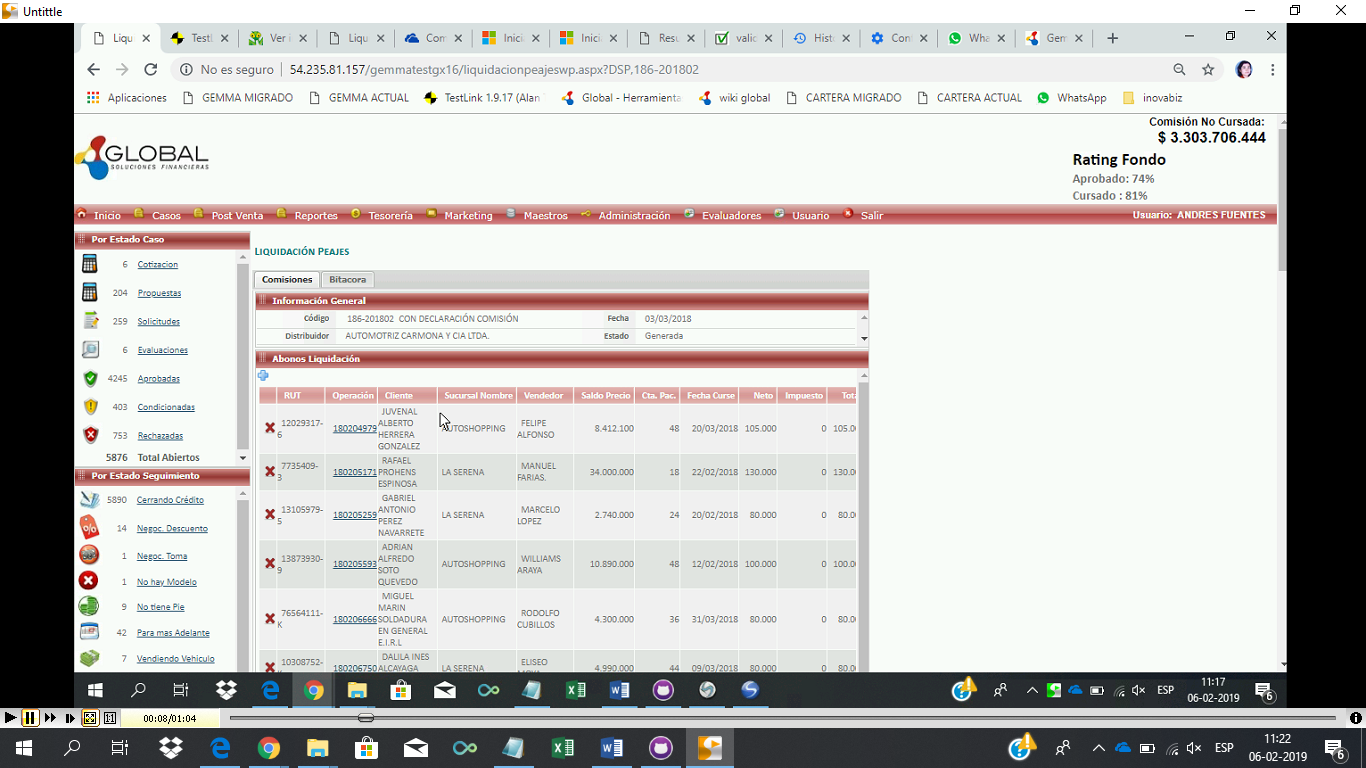 Untittle
Liqu
TestL
Ver i
Liqu
Com
Inici
Inici
Resu
valid
Histo
Conf
Wha
Gem
No es seguro | 54.235.81.157/gemmatestgx16/liquidacionpeajeswp.aspx?DSP,186-201802
Aplicaciones GEMMA MIGRADO GEMMA ACTUAL TestLink 1.9.17 (Alan Global - Herramienta wiki global CARTERA MIGRADO CARTERA ACTUAL WhatsApp inovabiz
GLOBAL
SOLUCIONES FINANCIERAS
Comisión No Cursada:
$ 3.303.706.444
Rating Fondo
Aprobado: 74%
Cursado : 81%
Inicio Casos Post Venta Reportes Tesorería Marketing Maestros Administración Evaluadores Usuario Salir Usuario: ANDRES FUENTES
Por Estado Caso
6 Cotizacion
204 Propuestas
259 Solicitudes
6 Evaluaciones
4245 Aprobadas
403 Condicionadas
753 Rechazadas
5876 Total Abiertos
Por Estado Seguimiento
5890 Cerrando Crédito
14 Negoc. Descuento
1 Negoc. Toma
1 No hay Modelo
9 No tiene Pie
42 Para mas Adelante
7 Vendiendo Vehiculo
LIQUIDACIÓN PEAJES
Comisiones Bitacora
Información General
Código 186-201802 CON DECLARACIÓN COMISIÓN Fecha 03/03/2018
Distribuidor AUTOMOTRIZ CARMONA Y CIA LTDA. Estado Generada
Abonos Liquidación
RUT Operación Cliente Sucursal Nombre Vendedor Saldo Precio Cta. Pac. Fecha Curse Neto Impuesto Tota
12029317-6 180204979 JUVENAL ALBERTO HERRERA GONZALEZ AUTOSHOPPING FELIPE ALFONSO 8.412.100 48 20/03/2018 105.000 0 105.0
7735409-3 180205171 RAFAEL PROHENS ESPINOSA LA SERENA MANUEL FARIAS. 34.000.000 18 22/02/2018 130.000 0 130.0
13105979-5 180205259 GABRIEL ANTONIO PEREZ NAVARRETE LA SERENA MARCELO LOPEZ 2.740.000 24 20/02/2018 80.000 0 80.0
13873930-9 180205593 ADRIAN ALFREDO SOTO QUEVEDO AUTOSHOPPING WILLIAMS ARAYA 10.890.000 48 12/02/2018 100.000 0 100.0
76564111-K 180206666 MIGUEL MARIN SOLDADURA EN GENERAL E.I.R.L AUTOSHOPPING RODOLFO CUBILLOS 4.300.000 36 31/03/2018 80.000 0 80.0
10308752- 180206750 DALILA INES ALCAYAGA LA SERENA ELISEO 4.990.000 44 09/03/2018 80.000 0 80.0
ESP 11:17
06-02-2019 6
00:08/01:04
ESP 11:22
06-02-2019 6